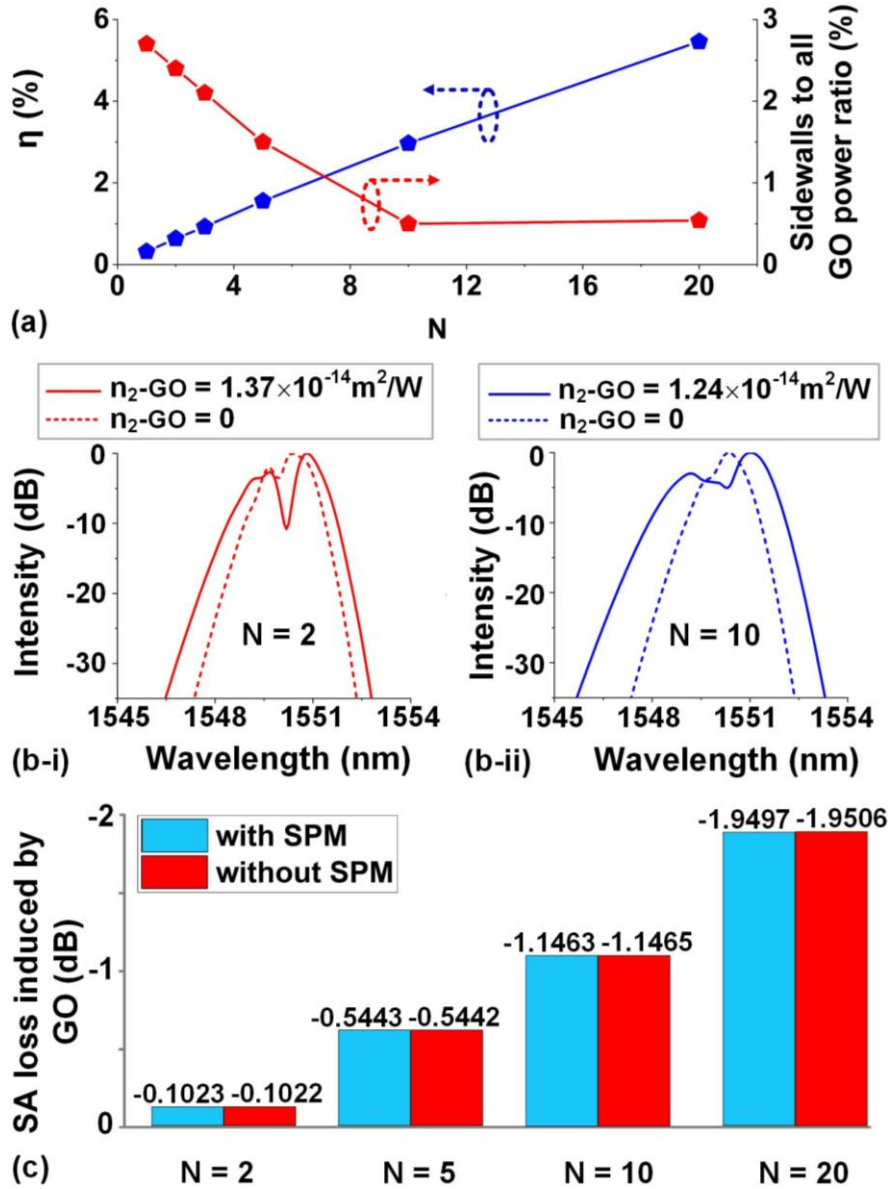 6
4
2
0
η (%)
3
2
1
0
Sidewalls to all
GO power ratio (%)
0
4
8
12
16
20
(a)
N
n₂-GO = 1.37×10⁻¹⁴m²/W
n₂-GO = 0
n₂-GO = 1.24×10⁻¹⁴m²/W
n₂-GO = 0
0
-10
-20
-30
Intensity (dB)
N = 2
1545
1548
1551
1554
(b-i)
Wavelength (nm)
0
-10
-20
-30
Intensity (dB)
N = 10
1545
1548
1551
1554
(b-ii)
Wavelength (nm)
-2
-1
0
SA loss induced by
GO (dB)
with SPM
without SPM
-0.1023 -0.1022
-0.5443 -0.5442
-1.1463 -1.1465
-1.9497 -1.9506
(c)
N = 2
N = 5
N = 10
N = 20